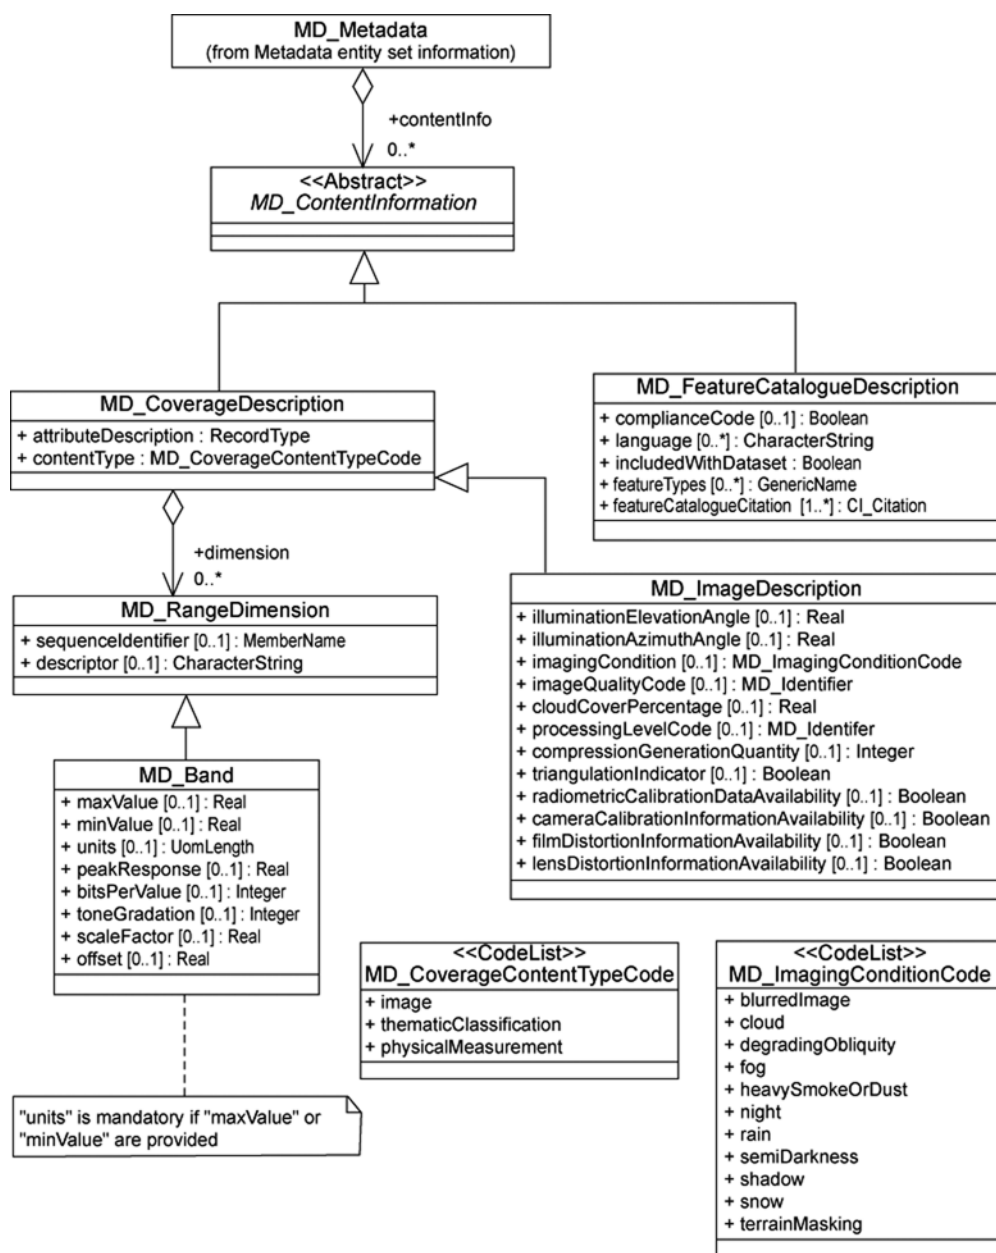 MD_Metadata
(from Metadata entity set information)
+contentInfo
0..*
<<Abstract>>
MD_ContentInformation
MD_CoverageDescription
+ attributeDescription : RecordType
+ contentType : MD_CoverageContentTypeCode
MD_FeatureCatalogueDescription
+ complianceCode [0..1] : Boolean
+ language [0..*] : CharacterString
+ includedWithDataset : Boolean
+ featureTypes [0..*] : GenericName
+ featureCatalogueCitation [1..*] : CI_Citation
+dimension
0..*
MD_RangeDimension
+ sequenceIdentifier [0..1] : MemberName
+ descriptor [0..1] : CharacterString
MD_ImageDescription
+ illuminationElevationAngle [0..1] : Real
+ illuminationAzimuthAngle [0..1] : Real
+ imagingCondition [0..1] : MD_ImagingConditionCode
+ imageQualityCode [0..1] : MD_Identifier
+ cloudCoverPercentage [0..1] : Real
+ processingLevelCode [0..1] : MD_Identifer
+ compressionGenerationQuantity [0..1] : Integer
+ triangulationIndicator [0..1] : Boolean
+ radiometricCalibrationDataAvailability [0..1] : Boolean
+ cameraCalibrationInformationAvailability [0..1] : Boolean
+ filmDistortionInformationAvailability [0..1] : Boolean
+ lensDistortionInformationAvailability [0..1] : Boolean
MD_Band
+ maxValue [0..1] : Real
+ minValue [0..1] : Real
+ units [0..1] : UomLength
+ peakResponse [0..1] : Real
+ bitsPerValue [0..1] : Integer
+ toneGradation [0..1] : Integer
+ scaleFactor [0..1] : Real
+ offset [0..1] : Real
<<CodeList>>
MD_CoverageContentTypeCode
+ image
+ thematicClassification
+ physicalMeasurement
<<CodeList>>
MD_ImagingConditionCode
+ blurredImage
+ cloud
+ degradingObliquity
+ fog
+ heavySmokeOrDust
+ night
+ rain
+ semiDarkness
+ shadow
+ snow
+ terrainMasking
"units" is mandatory if "maxValue" or
"minValue" are provided